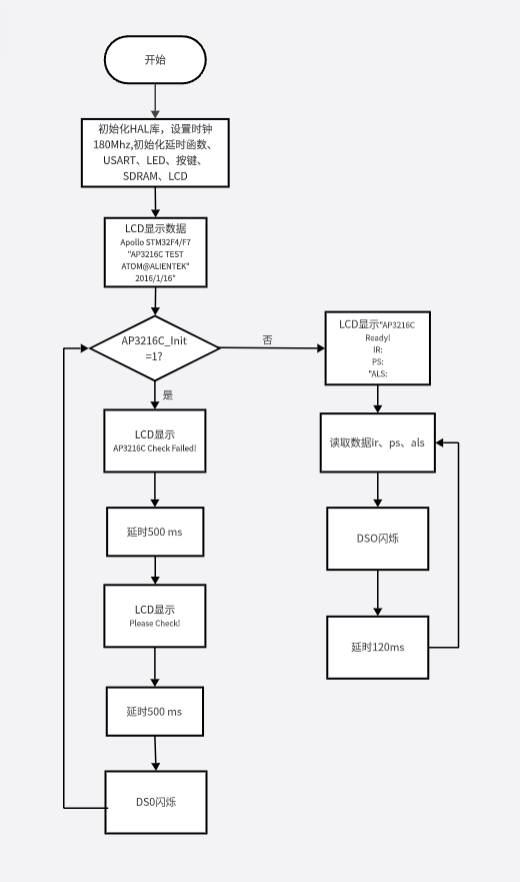 开始
初始化HAL库，设置时钟
180Mhz,初始化延时函数、
USART、LED、按键、
SDRAM、LCD
LCD显示数据
Apollo STM32F4/F7
"AP3216C TEST
ATOM@ALIENTEK"
2016/1/16"
AP3216C_Init
=1?
否
是
LCD显示"AP3216C
Ready!
IR:
PS:
"ALS:
LCD显示
AP3216C Check Failed!
读取数据ir、ps、als
延时500 ms
DSO闪烁
LCD显示
Please Check!
延时120ms
延时500 ms
DS0闪烁